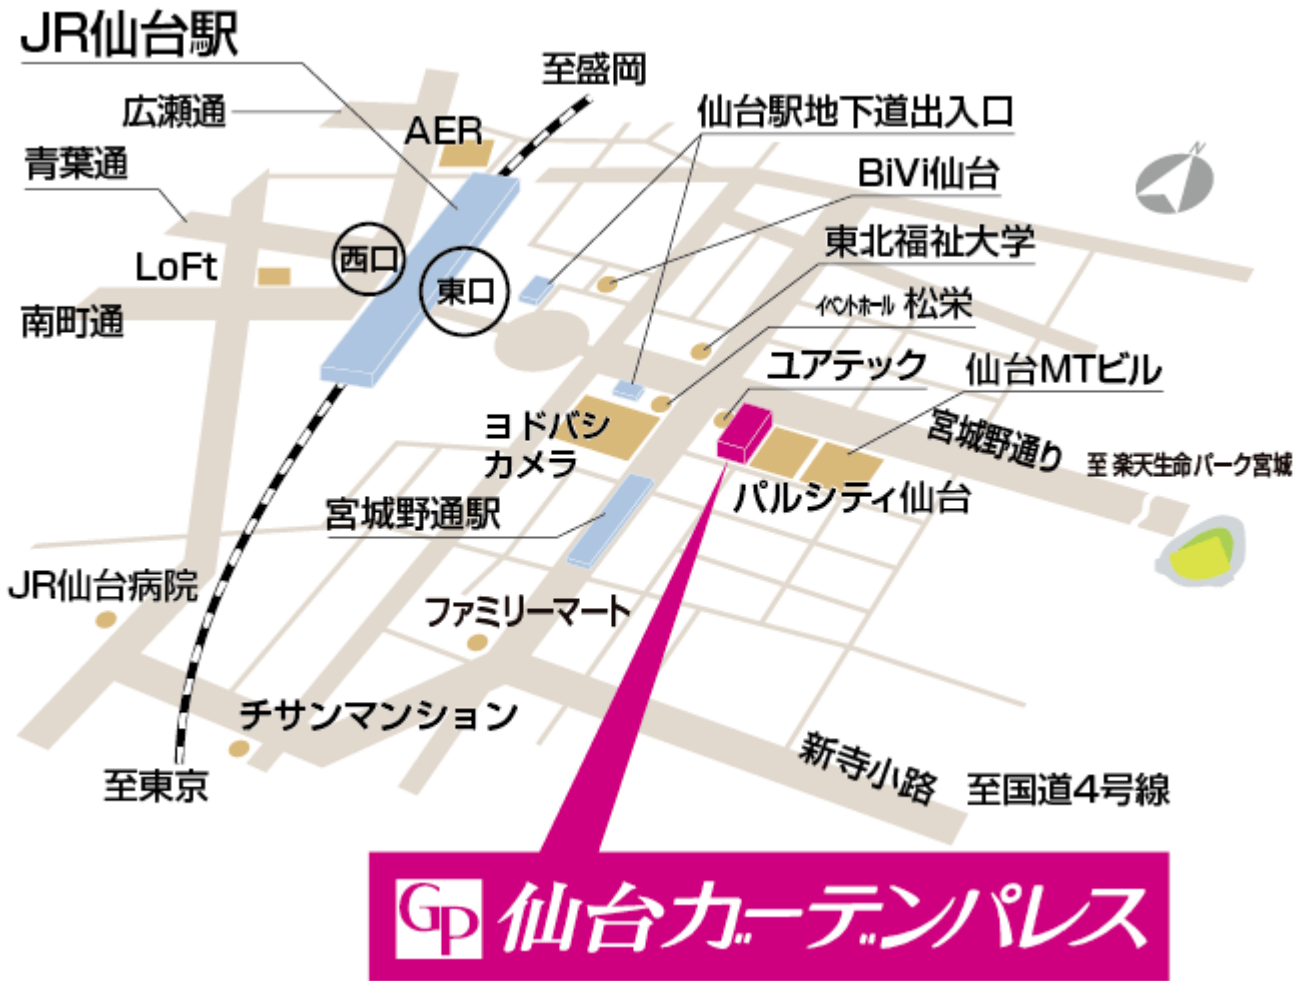 JR仙台駅
至盛岡
広瀬通
AER
仙台駅地下道出入口
青葉通
BiVi仙台
N
西口
東口
東北福祉大学
LoFt
南町通
イベントホール 松栄
ユアテック
仙台MTビル
ヨドバシ
カメラ
宮城野通り
至 楽天生命パーク宮城
宮城野通駅
パルシティ仙台
JR仙台病院
ファミリーマート
チサンマンション
至東京
新寺小路
至国道4号線
GP 仙台ガーデンパレス